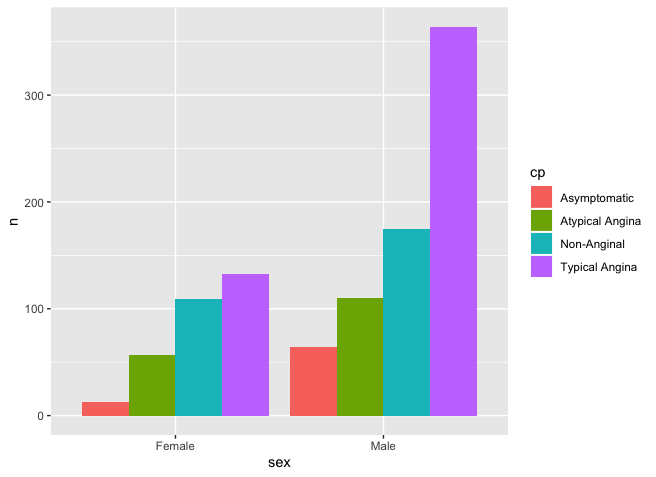 300
200
100
0
n
Female
Male
sex
cp
Asymptomatic
Atypical Angina
Non-Anginal
Typical Angina